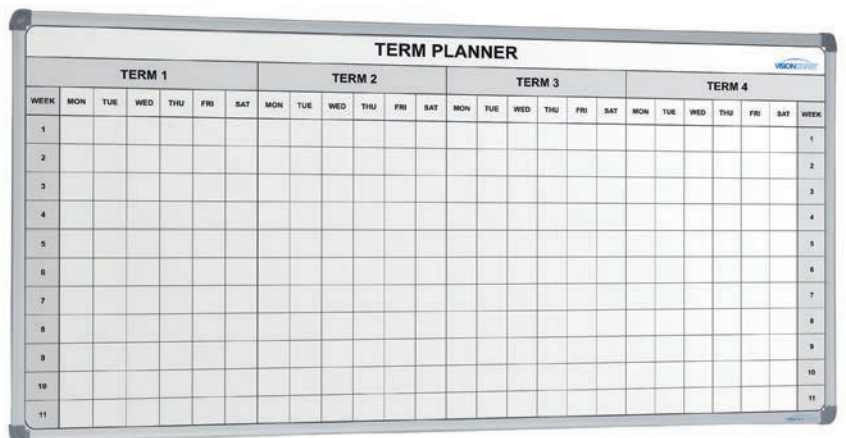 TERM PLANNER
VISIONCHART
TERM 1 TERM 2 TERM 3 TERM 4
WEEK MON TUE WED THU FRI SAT MON TUE WED THU FRI SAT MON TUE WED THU FRI SAT MON TUE WED THU FRI SAT WEEK
1 1
2 2
3 3
4 4
5 5
6 6
7 7
8 8
9 9
10 10
11 11